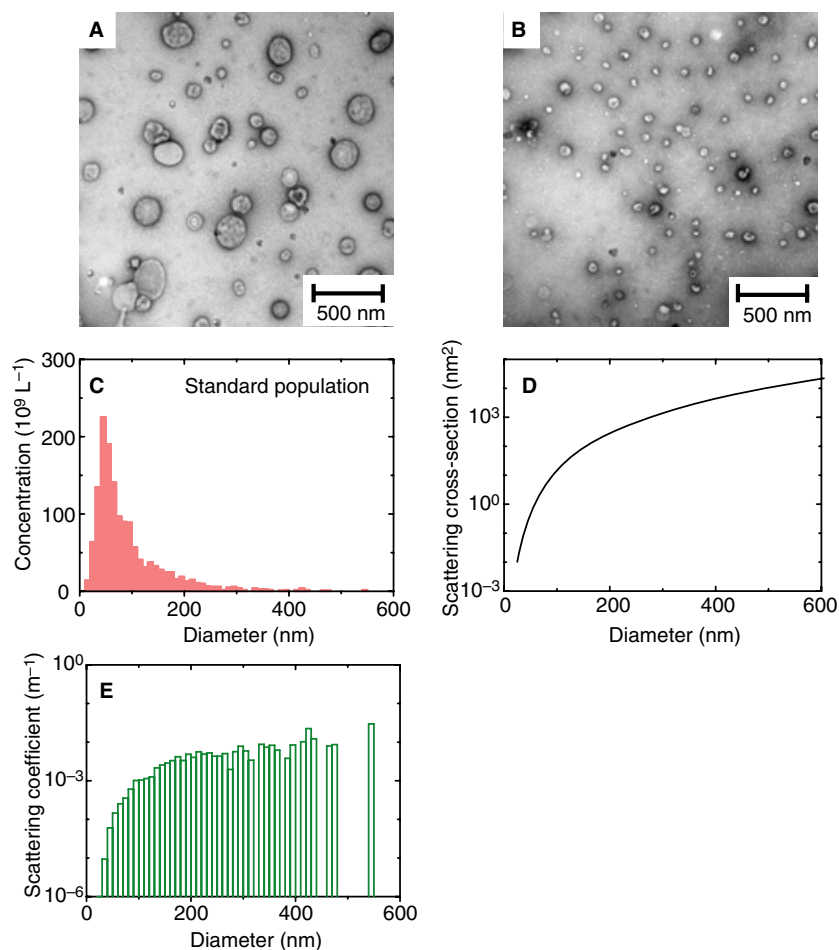 A
B
500 nm
500 nm
C
Standard population
Concentration (10⁹ L⁻¹)
300
200
100
0
0
200
400
600
Diameter (nm)
D
Scattering cross-section (nm²)
10³
10⁰
10⁻³
0
200
400
600
Diameter (nm)
E
Scattering coefficient (m⁻¹)
10⁰
10⁻³
10⁻⁶
0
200
400
600
Diameter (nm)